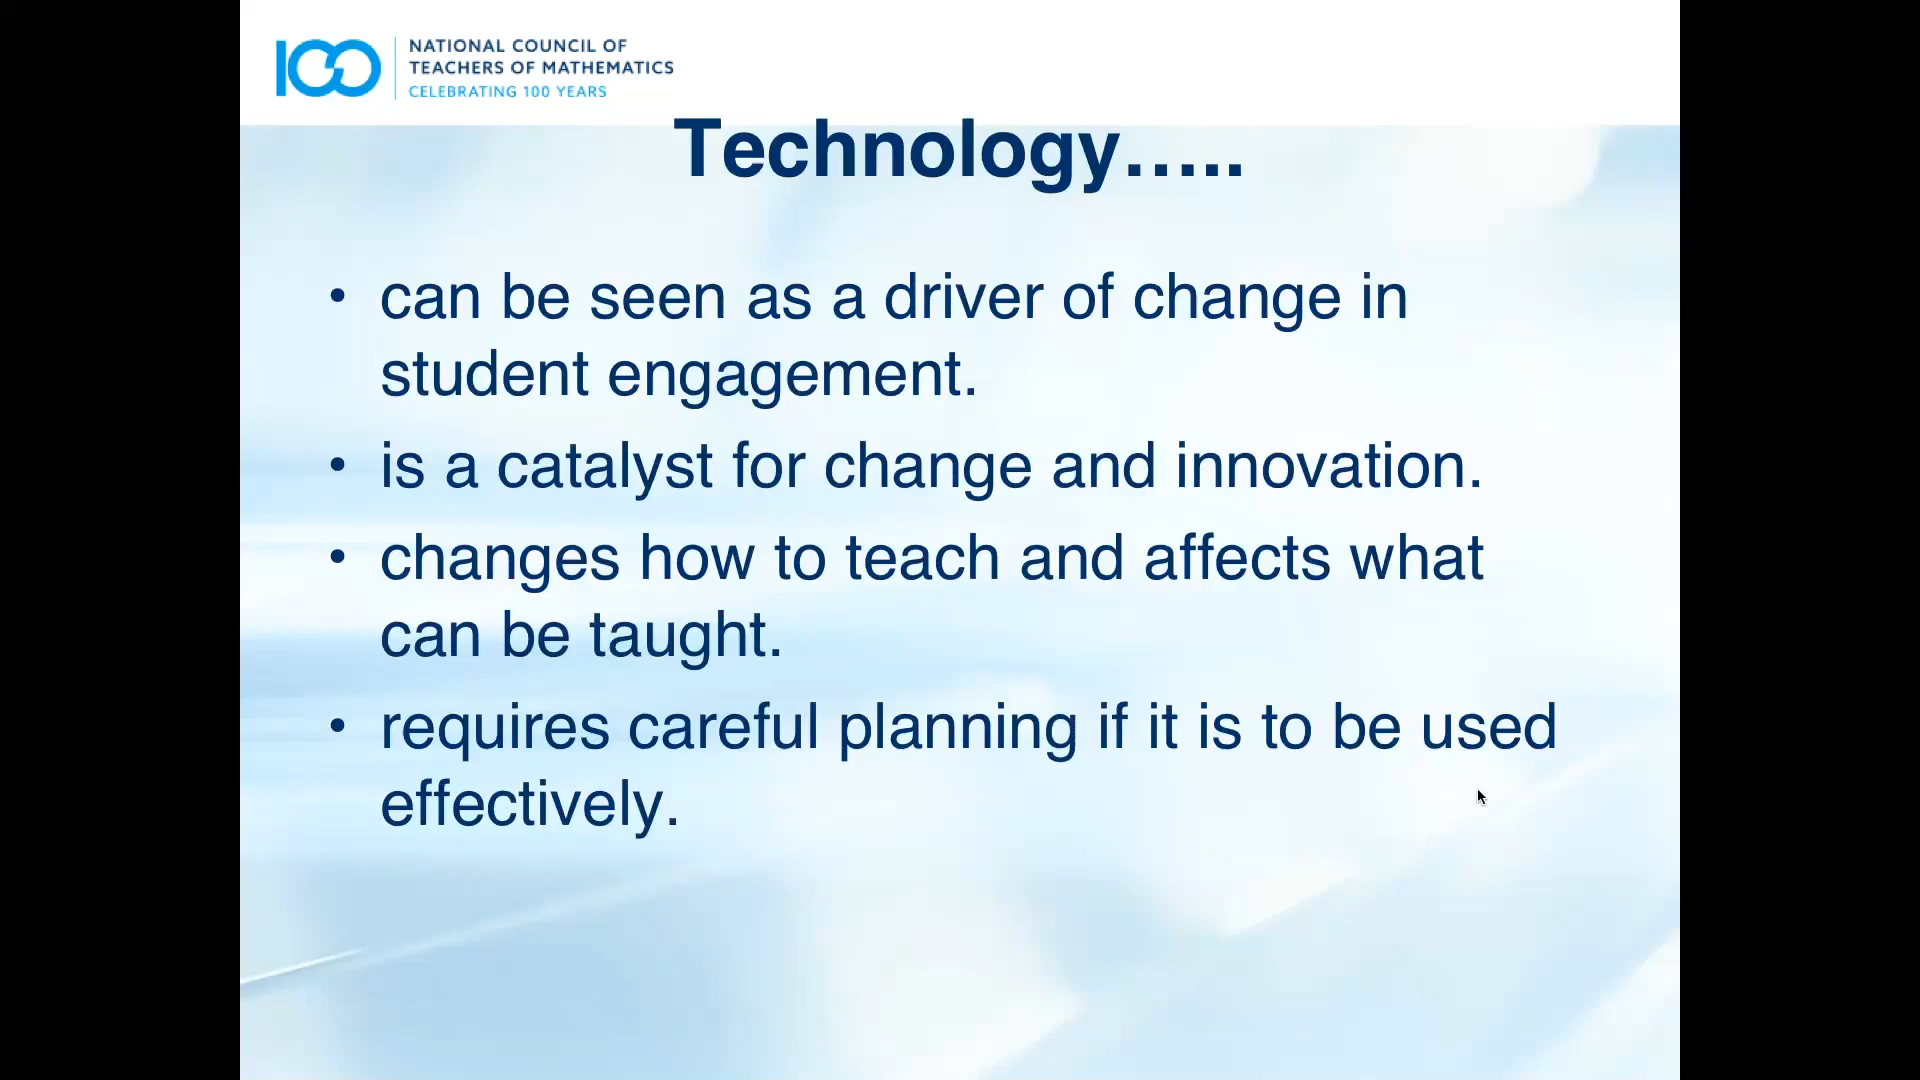 100
NATIONAL COUNCIL OF
TEACHERS OF MATHEMATICS
CELEBRATING 100 YEARS
Technology.....
• can be seen as a driver of change in
student engagement.
• is a catalyst for change and innovation.
• changes how to teach and affects what
can be taught.
• requires careful planning if it is to be used
effectively.